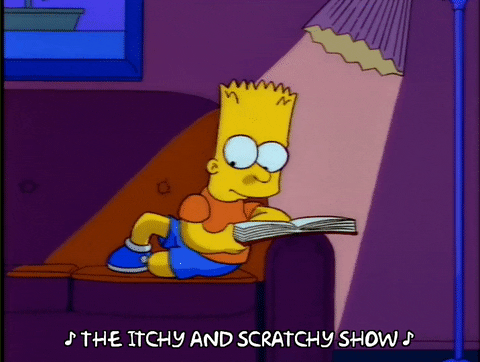 ♪ THE ITCHY AND SCRATCHY SHOW ♪